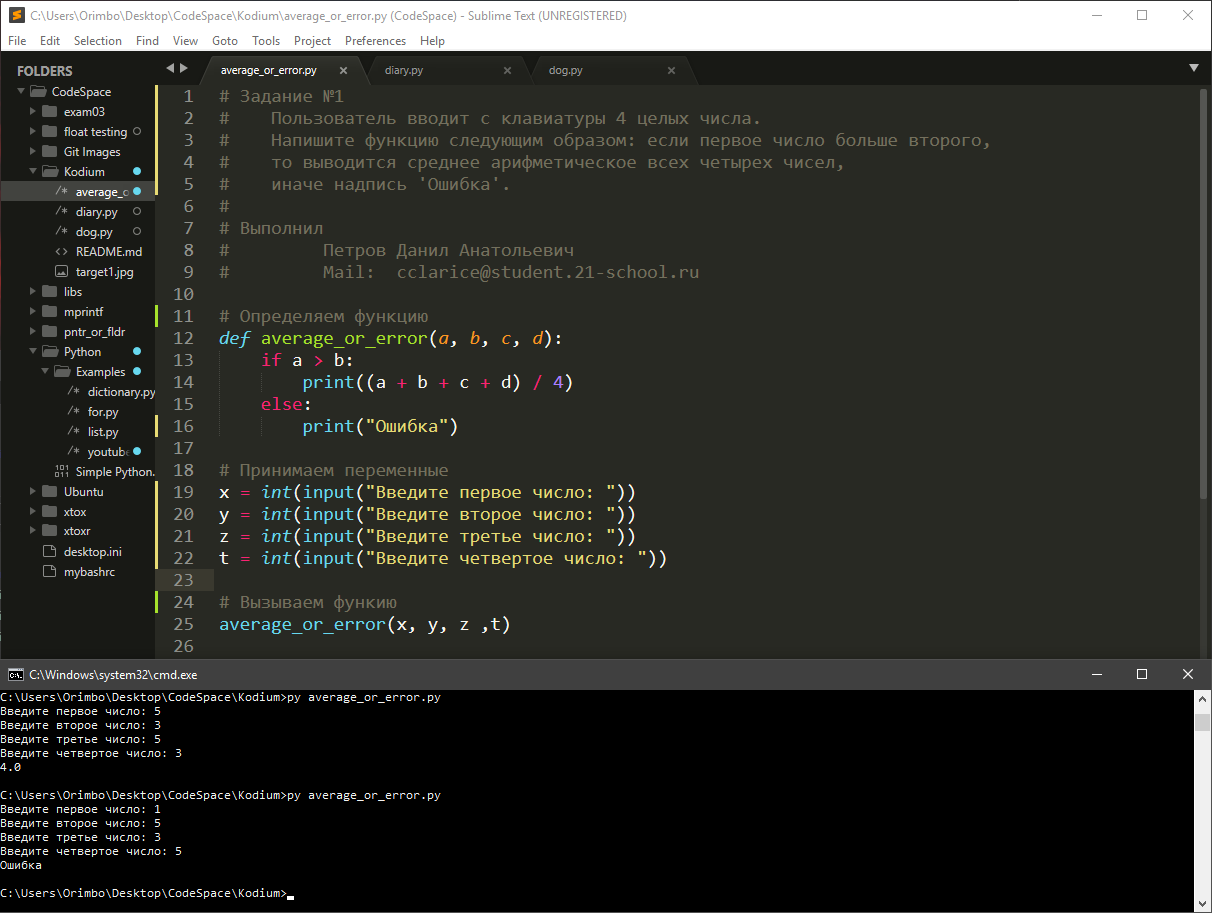 C:\Users\Orimbo\Desktop\CodeSpace\Kodium\average_or_error.py (CodeSpace) - Sublime Text (UNREGISTERED)
File Edit Selection Find View Goto Tools Project Preferences Help
FOLDERS
CodeSpace
exam03
float testing
Git Images
Kodium
average_o
diary.py
dog.py
README.md
target1.jpg
libs
mprintf
pntr_or_fldr
Python
Examples
dictionary.py
for.py
list.py
youtube
Simple Python.
Ubuntu
xtox
xtoxr
desktop.ini
mybashrc
average_or_error.py diary.py dog.py
1 # Задание №1
2 #    Пользователь вводит с клавиатуры 4 целых числа.
3 #    Напишите функцию следующим образом: если первое число больше второго,
4 #    то выводится среднее арифметическое всех четырех чисел,
5 #    иначе надпись 'Ошибка'.
6 #
7 # Выполнил
8 #         Петров Данил Анатольевич
9 #         Mail:  cclarice@student.21-school.ru
10
11 # Определяем функцию
12 def average_or_error(a, b, c, d):
13     if a > b:
14         print((a + b + c + d) / 4)
15     else:
16         print("Ошибка")
17
18 # Принимаем переменные
19 x = int(input("Введите первое число: "))
20 y = int(input("Введите второе число: "))
21 z = int(input("Введите третье число: "))
22 t = int(input("Введите четвертое число: "))
23
24 # Вызываем функию
25 average_or_error(x, y, z ,t)
26
C:\Windows\system32\cmd.exe
C:\Users\Orimbo\Desktop\CodeSpace\Kodium>py average_or_error.py
Введите первое число: 5
Введите второе число: 3
Введите третье число: 5
Введите четвертое число: 3
4.0
C:\Users\Orimbo\Desktop\CodeSpace\Kodium>py average_or_error.py
Введите первое число: 1
Введите второе число: 5
Введите третье число: 3
Введите четвертое число: 5
Ошибка
C:\Users\Orimbo\Desktop\CodeSpace\Kodium>